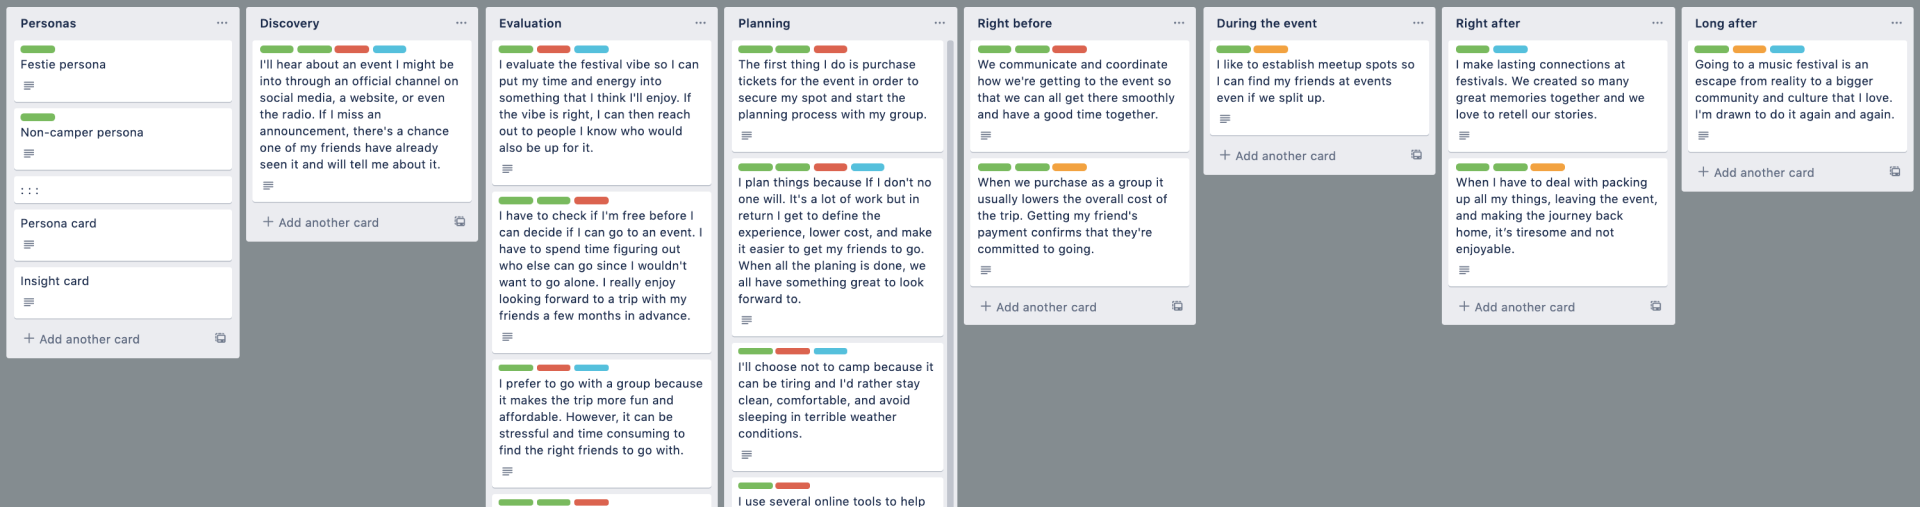 Personas
Festie persona
Non-camper persona
: : :
Persona card
Insight card
+ Add another card
Discovery
I'll hear about an event I might be
into through an official channel on
social media, a website, or even
the radio. If I miss an
announcement, there's a chance
one of my friends have already
seen it and will tell me about it.
+ Add another card
Evaluation
I evaluate the festival vibe so I can
put my time and energy into
something that I think I'll enjoy. If
the vibe is right, I can then reach
out to people I know who would
also be up for it.
I have to check if I'm free before I
can decide if I can go to an event. I
have to spend time figuring out
who else can go since I wouldn't
want to go alone. I really enjoy
looking forward to a trip with my
friends a few months in advance.
I prefer to go with a group because
it makes the trip more fun and
affordable. However, it can be
stressful and time consuming to
find the right friends to go with.
Planning
The first thing I do is purchase
tickets for the event in order to
secure my spot and start the
planning process with my group.
I plan things because If I don't no
one will. It's a lot of work but in
return I get to define the
experience, lower cost, and make
it easier to get my friends to go.
When all the planing is done, we
all have something great to look
forward to.
I'll choose not to camp because it
can be tiring and I'd rather stay
clean, comfortable, and avoid
sleeping in terrible weather
conditions.
I use several online tools to help
Right before
We communicate and coordinate
how we're getting to the event so
that we can all get there smoothly
and have a good time together.
When we purchase as a group it
usually lowers the overall cost of
the trip. Getting my friend's
payment confirms that they're
committed to going.
+ Add another card
During the event
I like to establish meetup spots so
I can find my friends at events
even if we split up.
+ Add another card
Right after
I make lasting connections at
festivals. We created so many
great memories together and we
love to retell our stories.
When I have to deal with packing
up all my things, leaving the event,
and making the journey back
home, it's tiresome and not
enjoyable.
+ Add another card
Long after
Going to a music festival is an
escape from reality to a bigger
community and culture that I love.
I'm drawn to do it again and again.
+ Add another card